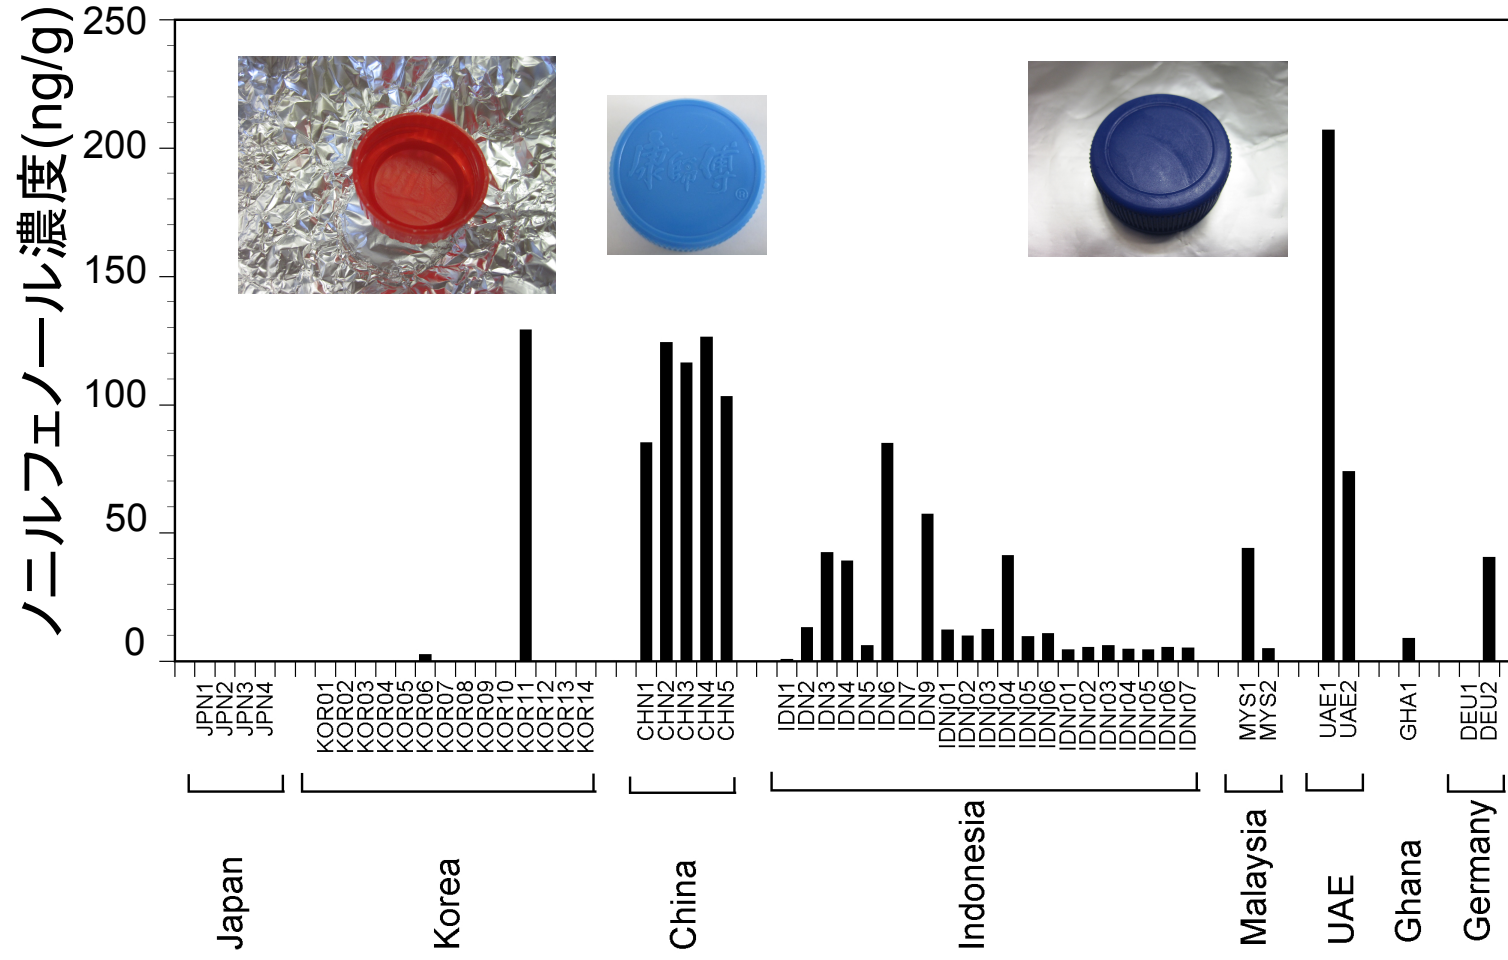 ノニルフェノール濃度(ng/g)
250
200
150
100
50
0
康師傅
®
JPN1
JPN2
JPN3
JPN4
KOR01
KOR02
KOR03
KOR04
KOR05
KOR06
KOR07
KOR08
KOR09
KOR10
KOR11
KOR12
KOR13
KOR14
CHN1
CHN2
CHN3
CHN4
CHN5
IDN1
IDN2
IDN3
IDN4
IDN5
IDN6
IDN7
IDN9
IDNj01
IDNj02
IDNj03
IDNj04
IDNj05
IDNj06
IDNr01
IDNr02
IDNr03
IDNr04
IDNr05
IDNr06
IDNr07
MYS1
MYS2
UAE1
UAE2
GHA1
DEU1
DEU2
Japan
Korea
China
Indonesia
Malaysia
UAE
Ghana
Germany